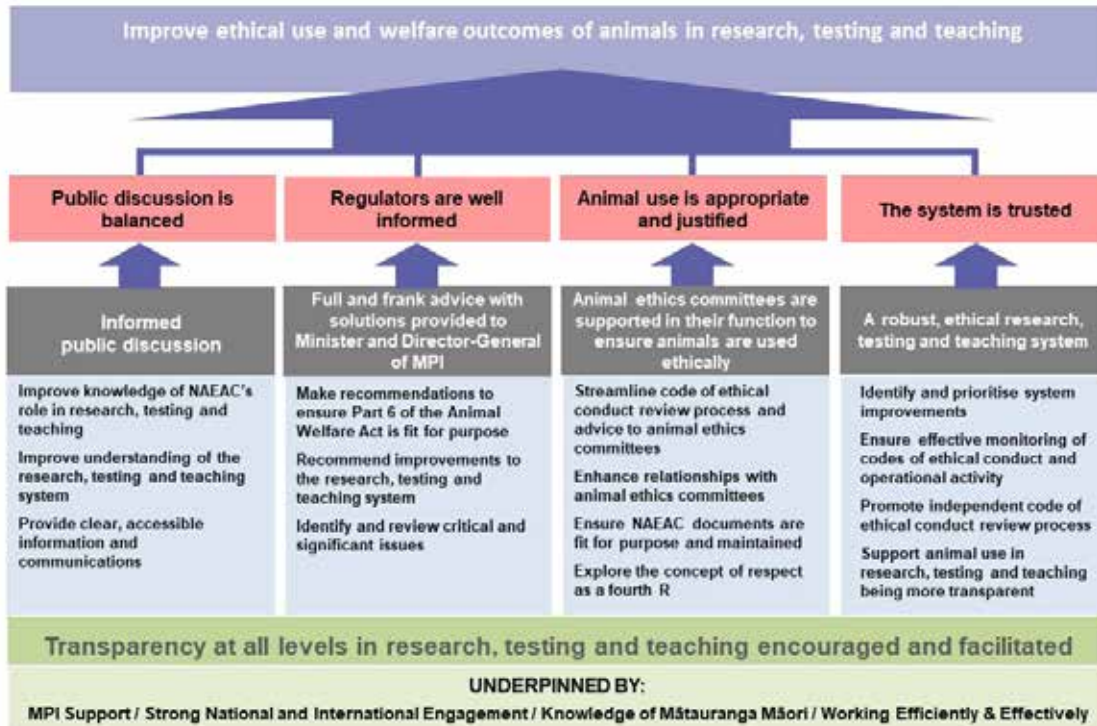 Improve ethical use and welfare outcomes of animals in research, testing and teaching
Public discussion is
balanced
Regulators are well
informed
Animal use is appropriate
and justified
The system is trusted
Informed
public discussion
Full and frank advice with
solutions provided to
Minister and Director-General
of MPI
Animal ethics committees are
supported in their function to
ensure animals are used
ethically
A robust, ethical research,
testing and teaching system
Improve knowledge of NAEAC's
role in research, testing and
teaching
Improve understanding of the
research, testing and teaching
system
Provide clear, accessible
information and
communications
Make recommendations to
ensure Part 6 of the Animal
Welfare Act is fit for purpose
Recommend improvements to
the research, testing and
teaching system
Identify and review critical and
significant issues
Streamline code of ethical
conduct review process and
advice to animal ethics
committees
Enhance relationships with
animal ethics committees
Ensure NAEAC documents are
fit for purpose and maintained
Explore the concept of respect
as a fourth R
Identify and prioritise system
improvements
Ensure effective monitoring of
codes of ethical conduct and
operational activity
Promote independent code of
ethical conduct review process
Support animal use in
research, testing and teaching
being more transparent
Transparency at all levels in research, testing and teaching encouraged and facilitated
UNDERPINNED BY:
MPI Support / Strong National and International Engagement / Knowledge of Mātauranga Māori / Working Efficiently & Effectively